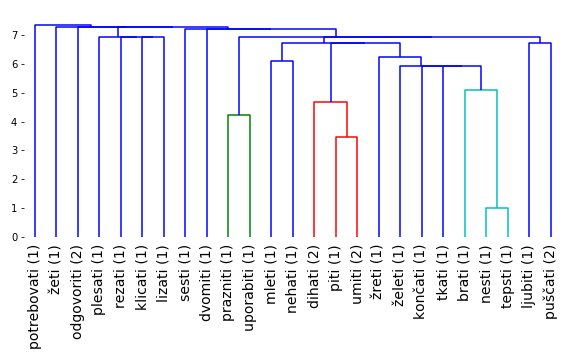 7
6
5
4
3
2
1
0
potrebovati (1)
žeti (1)
odgovoriti (2)
plesati (1)
rezati (1)
klicati (1)
lizati (1)
sesti (1)
dvomiti (1)
prazniti (1)
uporabiti (1)
mleti (1)
nehati (1)
dihati (2)
piti (1)
umiti (2)
žreti (1)
želeti (1)
končati (1)
tkati (1)
brati (1)
nesti (1)
tepsti (1)
ljubiti (1)
puščati (2)